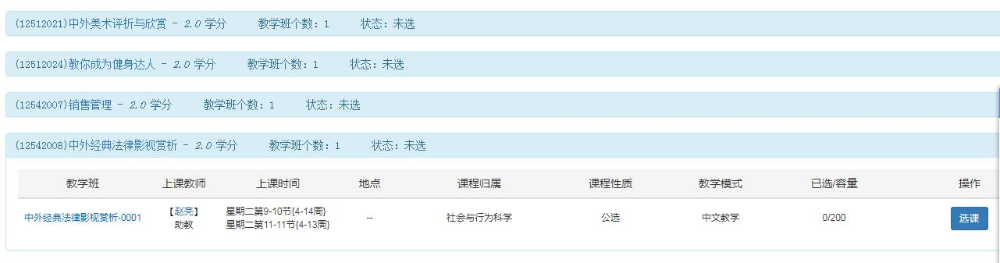 (12512021)中外美术评析与欣赏 - 2.0 学分 教学班个数：1 状态：未选
(12512024)教你成为健身达人 - 2.0 学分 教学班个数：1 状态：未选
(12542007)销售管理 - 2.0 学分 教学班个数：1 状态：未选
(12542008)中外经典法律影视赏析 - 2.0 学分 教学班个数：1 状态：未选
教学班 上课教师 上课时间 地点 课程归属 课程性质 教学模式 已选/容量 操作
中外经典法律影视赏析-0001 【赵亮】 星期二第9-10节{4-14周} -- 社会与行为科学 公选 中文教学 0/200 选课
助教 星期二第11-11节{4-13周}